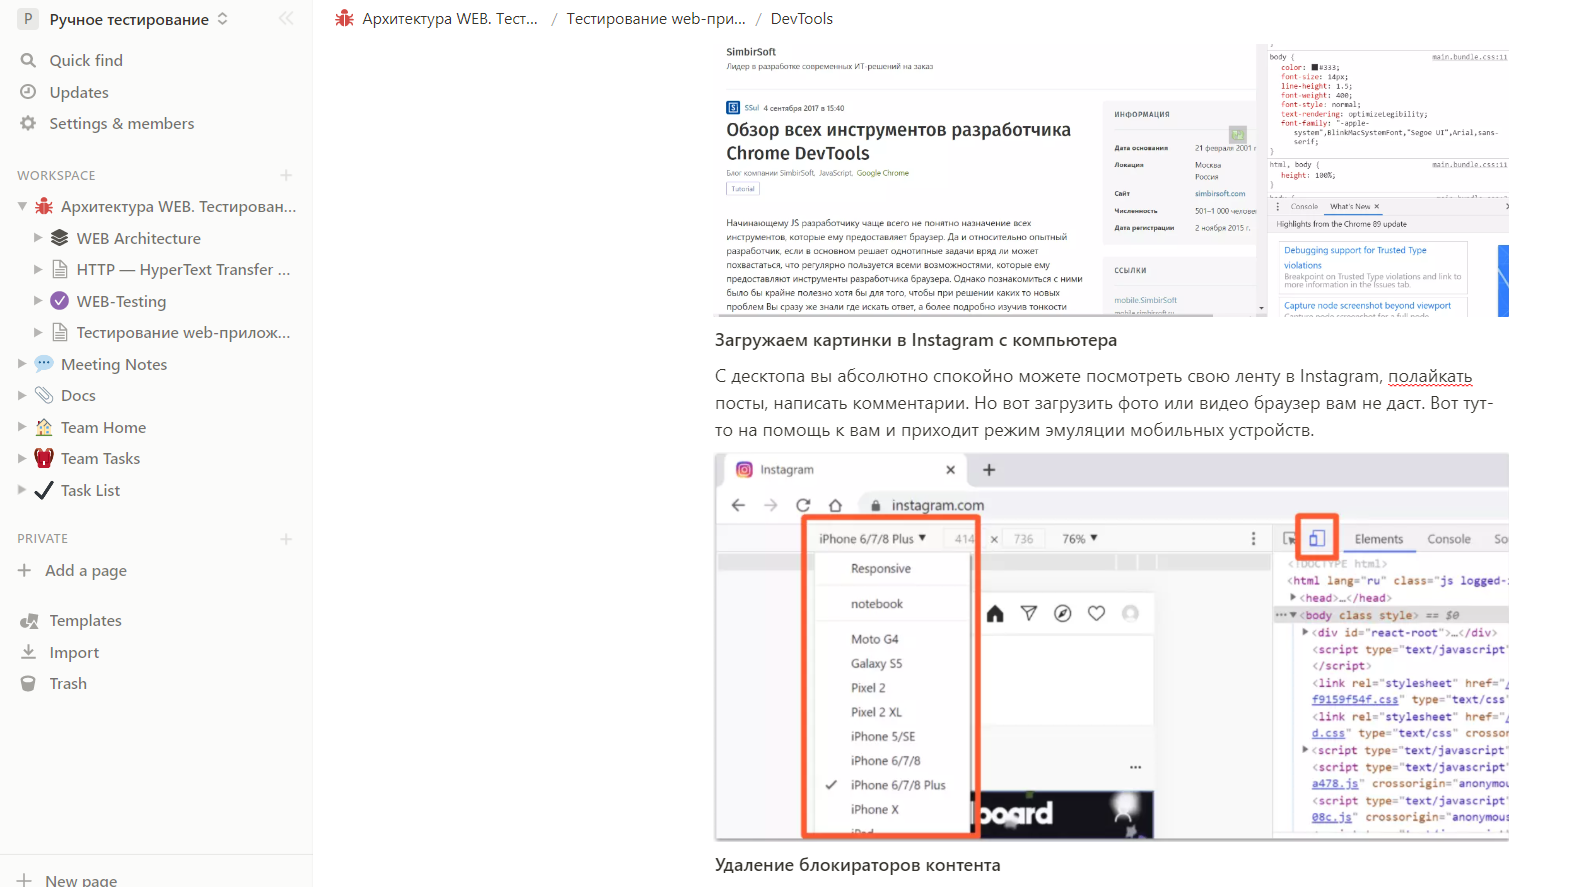 P Ручное тестирование
Quick find
Updates
Settings & members
WORKSPACE
Архитектура WEB. Тестирован...
WEB Architecture
HTTP — HyperText Transfer ...
WEB-Testing
Тестирование web-прилож...
Meeting Notes
Docs
Team Home
Team Tasks
Task List
PRIVATE
Add a page
Templates
Import
Trash
New page
Архитектура WEB. Тест... / Тестирование web-при... / DevTools
SimbirSoft
Лидер в разработке современных ИТ-решений на заказ
SSul 4 сентября 2017 в 15:40
Обзор всех инструментов разработчика
Chrome DevTools
Блог компании SimbirSoft, JavaScript, Google Chrome
Tutorial
Начинающему JS разработчику чаще всего не понятно назначение всех
инструментов, которые ему предоставляет браузер. Да и относительно опытный
разработчик, если в основном решает однотипные задачи вряд ли может
похвастаться, что регулярно пользуется всеми возможностями, которые ему
предоставляют инструменты разработчика браузера. Однако познакомиться с ними
было бы крайне полезно хотя бы для того, чтобы при решении каких то новых
проблем Вы сразу же знали где искать ответ, а более подробно изучив тонкости
ИНФОРМАЦИЯ
Дата основания 21 февраля 2001 г
Локация Москва
Россия
Сайт simbirsoft.com
Численность 501–1 000 человек
Дата регистрации 2 ноября 2015 г.
ССЫЛКИ
mobile.SimbirSoft
mobile.simbirsoft.ru
body { main.bundle.css:11
color: #333;
font-size: 14px;
line-height: 1.5;
font-weight: 400;
font-style: normal;
text-rendering: optimizeLegibility;
font-family: "-apple-
system",BlinkMacSystemFont,"Segoe UI",Arial,sans-
serif;
}
html, body { main.bundle.css:11
height: 100%;
}
Console What's New ×
Highlights from the Chrome 89 update
Debugging support for Trusted Type
violations
Breakpoint on Trusted Type violations and link to
more information in the Issues tab.
Capture node screenshot beyond viewport
Capture node screenshot for a full node
Загружаем картинки в Instagram с компьютера
С десктопа вы абсолютно спокойно можете посмотреть свою ленту в Instagram, полайкать
посты, написать комментарии. Но вот загрузить фото или видео браузер вам не даст. Вот тут-
то на помощь к вам и приходит режим эмуляции мобильных устройств.
Instagram
instagram.com
iPhone 6/7/8 Plus ▼ 414 × 736 76% ▼
Responsive
notebook
Moto G4
Galaxy S5
Pixel 2
Pixel 2 XL
iPhone 5/SE
iPhone 6/7/8
iPhone 6/7/8 Plus
iPhone X
iPad
board
Elements Console So
<!DOCTYPE html>
<html lang="ru" class="js logged-
<head>…</head>
<body class style> == $0
<div id="react-root">…</div>
<script type="text/javascript"
</script>
<link rel="stylesheet" href="/
f9159f54f.css" type="text/css"
<link rel="stylesheet" href="/
d.css" type="text/css" crossor
<script type="text/javascript"
<script type="text/javascript"
a478.js" crossorigin="anonymou
<script type="text/javascript"
08c.js" crossorigin="anonymous
Удаление блокираторов контента